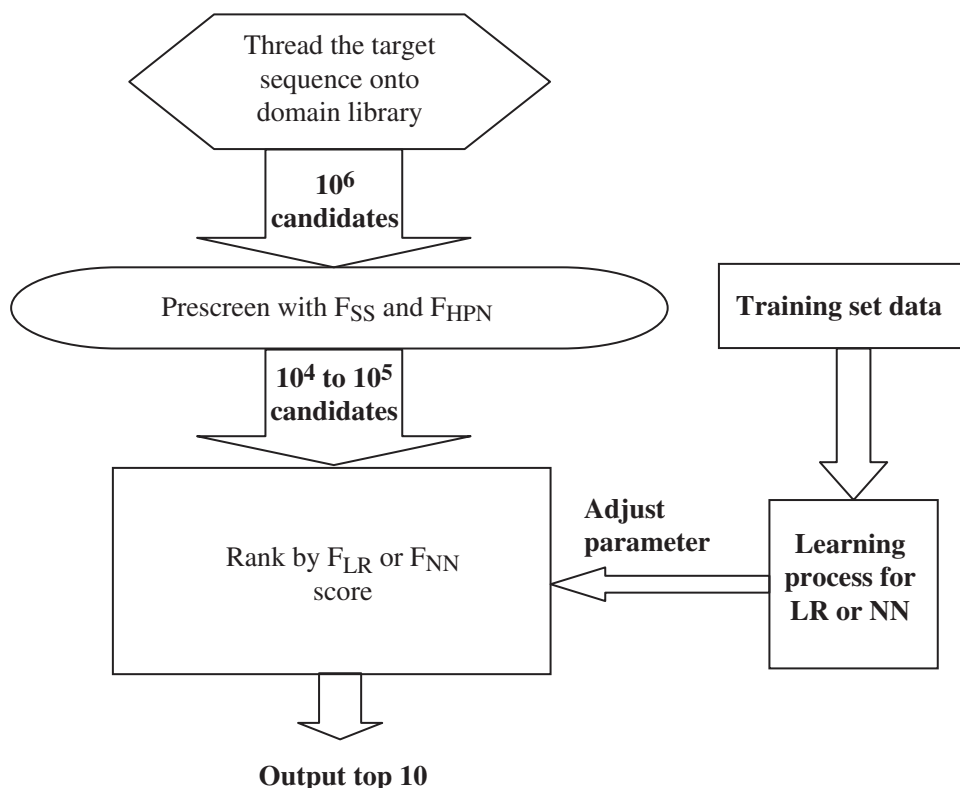 Thread the target
sequence onto
domain library
10⁶
candidates
Prescreen with F_SS and F_HPN
Training set data
10⁴ to 10⁵
candidates
Rank by F_LR or F_NN
score
Adjust
parameter
Learning
process for
LR or NN
Output top 10